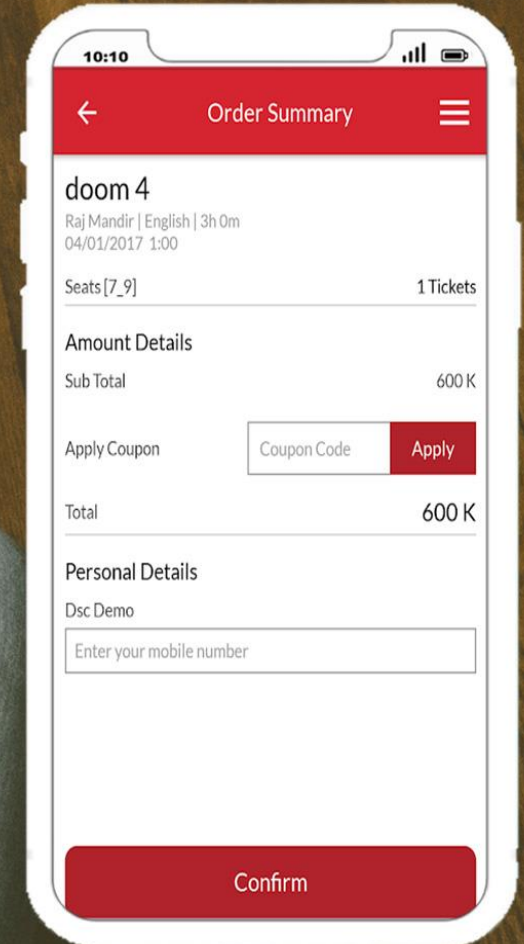 10:10
Order Summary
doom 4
Raj Mandir | English | 3h 0m
04/01/2017 1:00
Seats [7_9] 1 Tickets
Amount Details
Sub Total 600 K
Apply Coupon Coupon Code Apply
Total 600 K
Personal Details
Dsc Demo
Enter your mobile number
Confirm